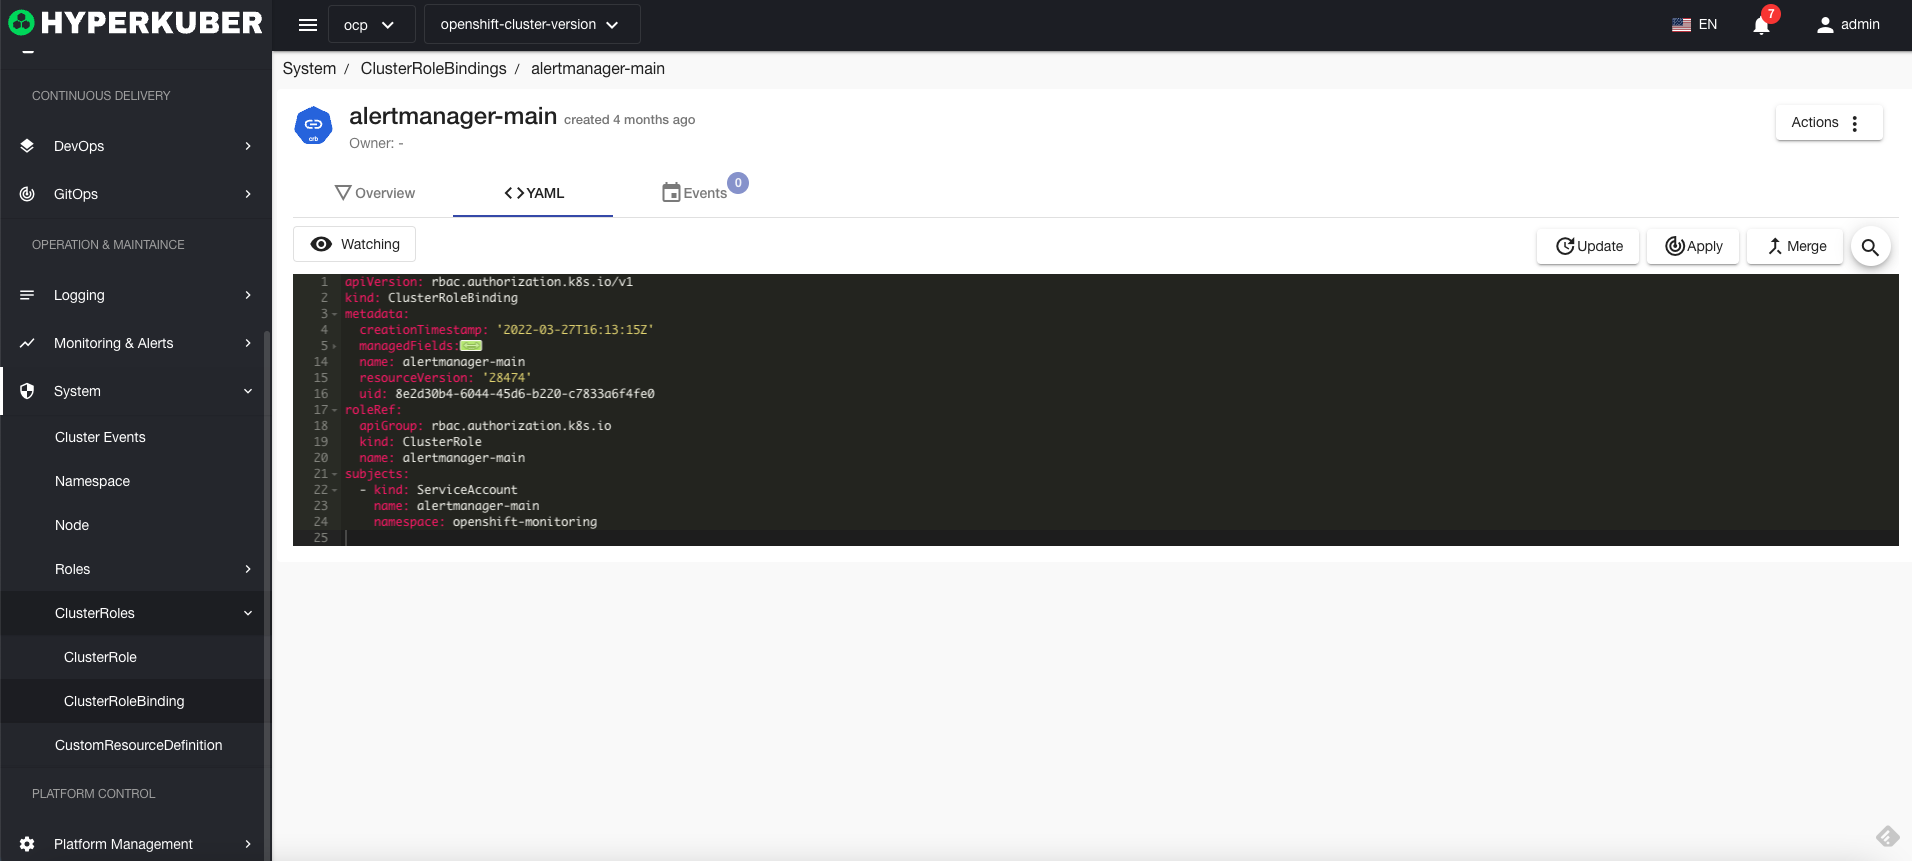 HYPERKUBER
ocp
openshift-cluster-version
EN
7
admin
CONTINUOUS DELIVERY
DevOps
GitOps
OPERATION & MAINTAINCE
Logging
Monitoring & Alerts
System
Cluster Events
Namespace
Node
Roles
ClusterRoles
ClusterRole
ClusterRoleBinding
CustomResourceDefinition
PLATFORM CONTROL
Platform Management
System / ClusterRoleBindings / alertmanager-main
crb
alertmanager-main created 4 months ago
Owner: -
Actions
Overview
YAML
Events
0
Watching
Update
Apply
Merge
1 apiVersion: rbac.authorization.k8s.io/v1
2 kind: ClusterRoleBinding
3 metadata:
4 creationTimestamp: '2022-03-27T16:13:15Z'
5 managedFields:
14 name: alertmanager-main
15 resourceVersion: '28474'
16 uid: 8e2d30b4-6044-45d6-b220-c7833a6f4fe0
17 roleRef:
18 apiGroup: rbac.authorization.k8s.io
19 kind: ClusterRole
20 name: alertmanager-main
21 subjects:
22 - kind: ServiceAccount
23 name: alertmanager-main
24 namespace: openshift-monitoring
25